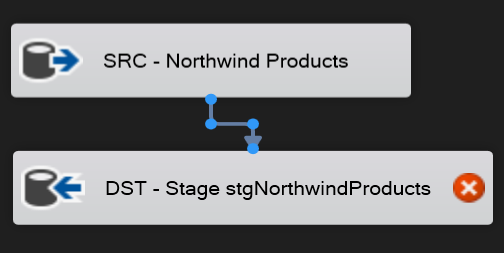 SRC - Northwind Products
DST - Stage stgNorthwindProducts